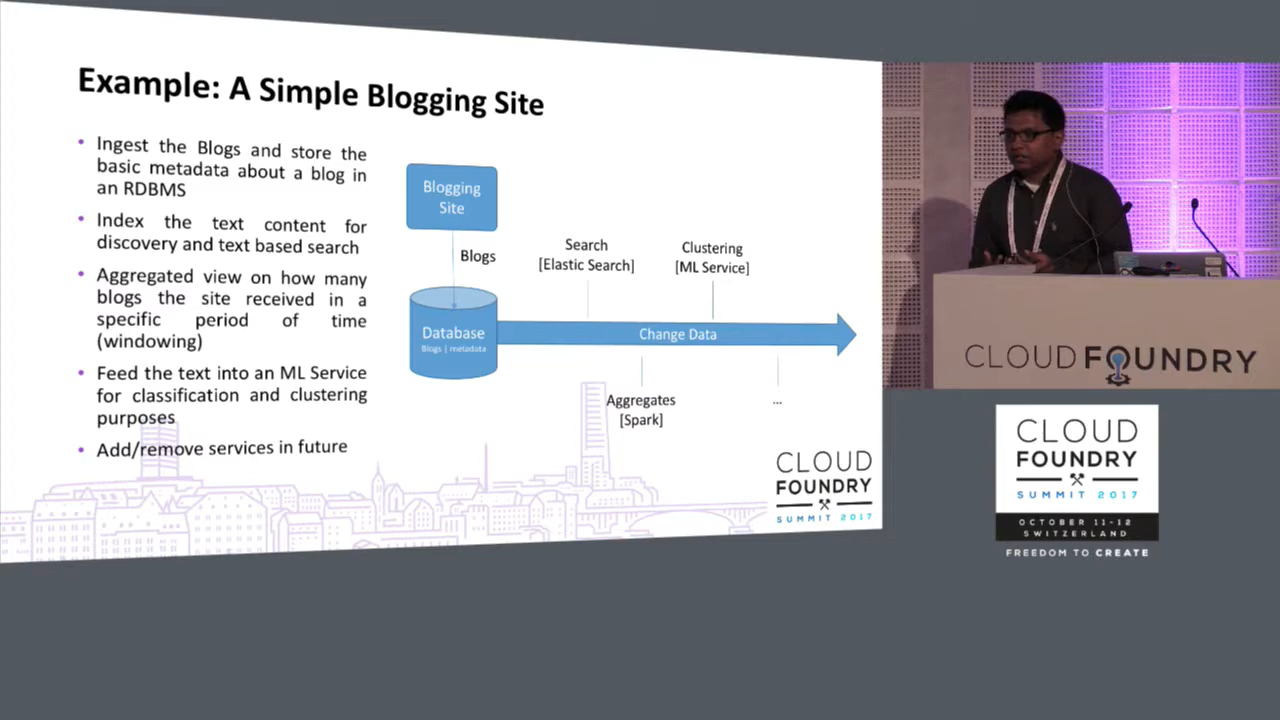 Example: A Simple Blogging Site
• Ingest the Blogs and store the
basic metadata about a blog in
an RDBMS
• Index the text content for
discovery and text based search
• Aggregated view on how many
blogs the site received in a
specific period of time
(windowing)
• Feed the text into an ML Service
for classification and clustering
purposes
• Add/remove services in future
Blogging
Site
Blogs
Search
[Elastic Search]
Clustering
[ML Service]
Database
Blogs | metadata
Change Data
Aggregates
[Spark]
...
CLOUD
FOUNDRY
SUMMIT 2017
CLOUD FOUNDRY
CLOUD
FOUNDRY
SUMMIT 2017
OCTOBER 11-12
SWITZERLAND
FREEDOM TO CREATE